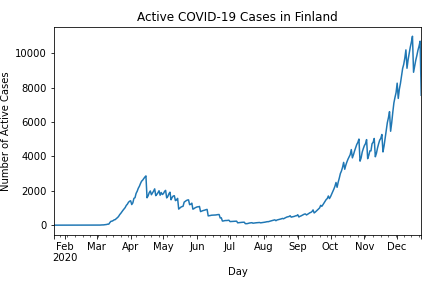 Active COVID-19 Cases in Finland
Number of Active Cases
10000
8000
6000
4000
2000
0
Feb Mar Apr May Jun Jul Aug Sep Oct Nov Dec
2020
Day